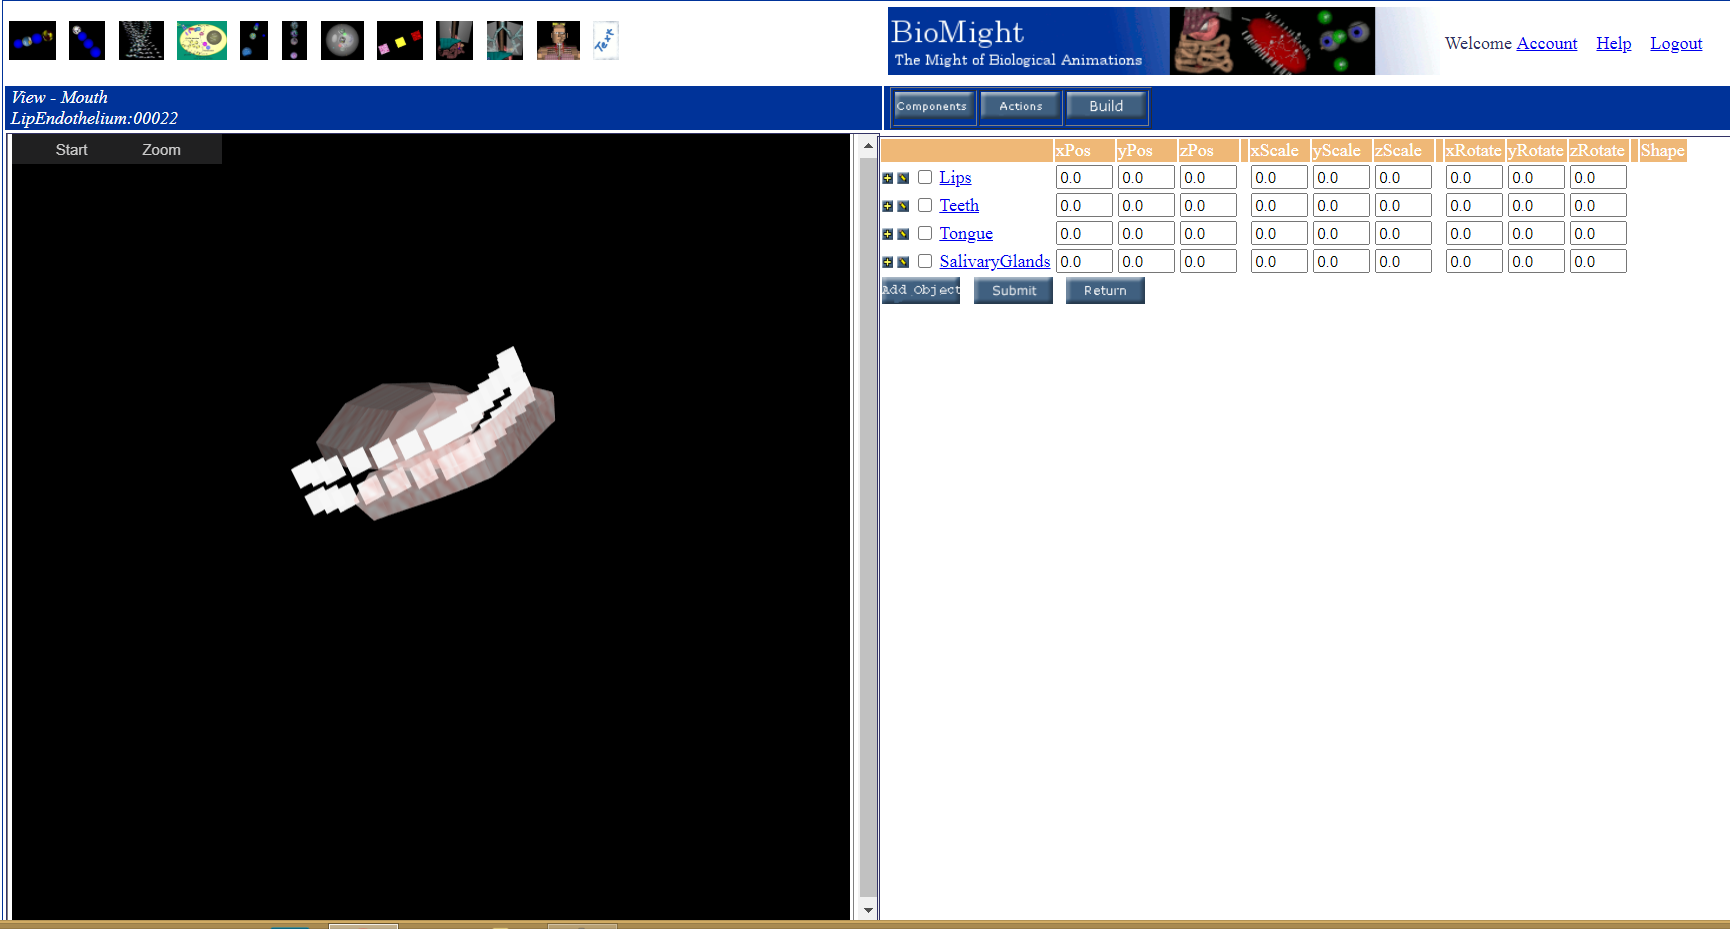 Text
BioMight
The Might of Biological Animations
Welcome Account Help Logout
View - Mouth
LipEndothelium:00022
Components Actions Build
Start Zoom
xPos yPos zPos xScale yScale zScale xRotate yRotate zRotate Shape
Lips 0.0 0.0 0.0 0.0 0.0 0.0 0.0 0.0 0.0
Teeth 0.0 0.0 0.0 0.0 0.0 0.0 0.0 0.0 0.0
Tongue 0.0 0.0 0.0 0.0 0.0 0.0 0.0 0.0 0.0
SalivaryGlands 0.0 0.0 0.0 0.0 0.0 0.0 0.0 0.0 0.0
Add Object Submit Return